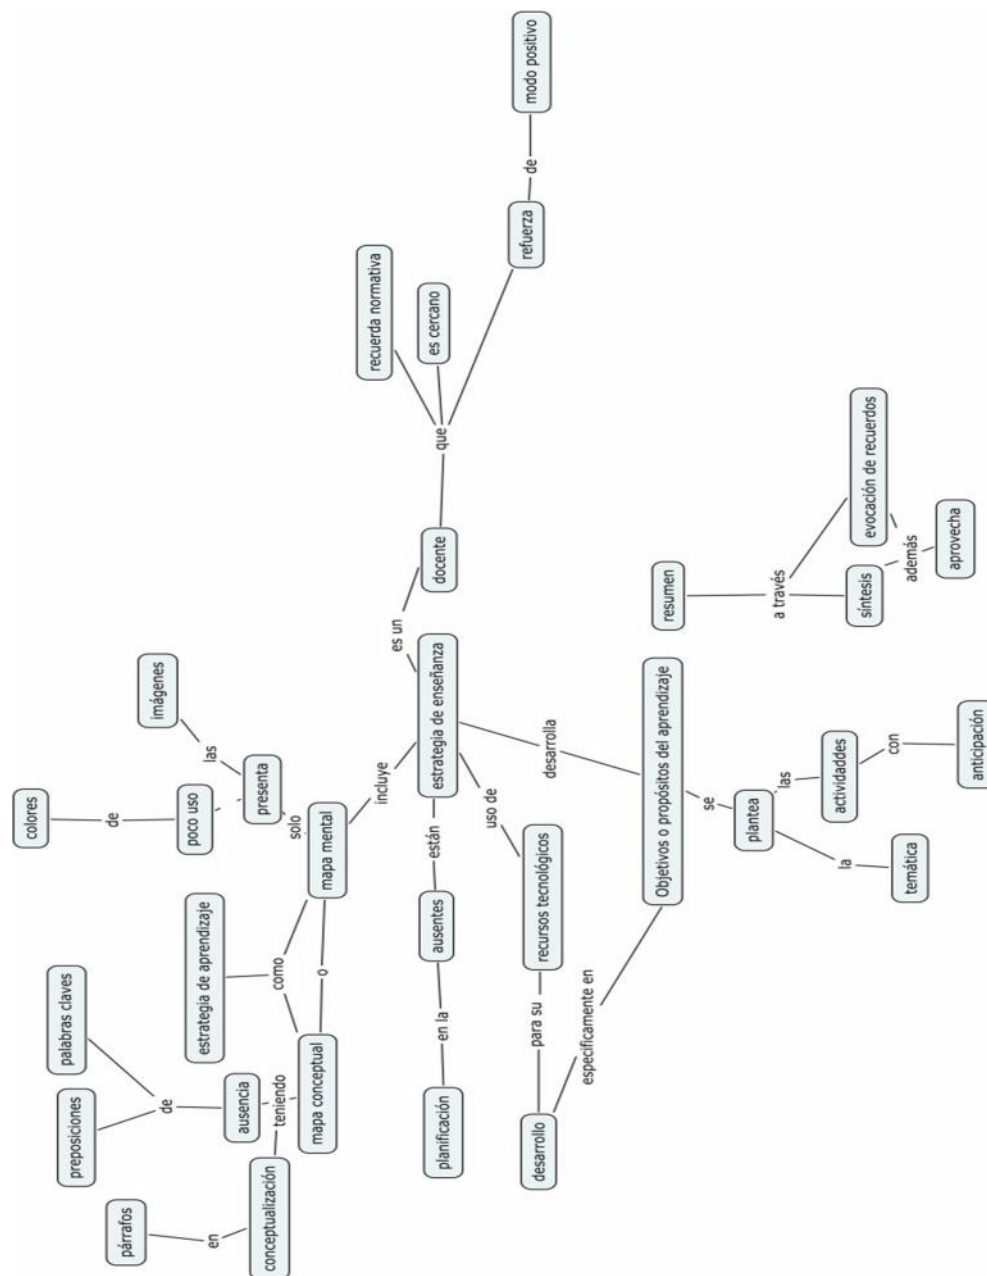 colores
palabras claves
preposiciones
de
párrafos
imágenes
de
poco uso
estrategia de aprendizaje
las
en
ausencia
presenta
conceptualización
teniendo
como
solo
mapa conceptual
o
mapa mental
recuerda normativa
incluye
es un
planificación
en la
ausentes
están
estrategia de enseñanza
docente
que
es cercano
uso de
desarrollo
para su
recursos tecnológicos
refuerza
de
modo positivo
desarrolla
especificamente en
Objetivos o propósitos del aprendizaje
resumen
se
plantea
las
a través
la
actividaddes
síntesis
evocación de recuerdos
con
temática
además
aprovecha
anticipación